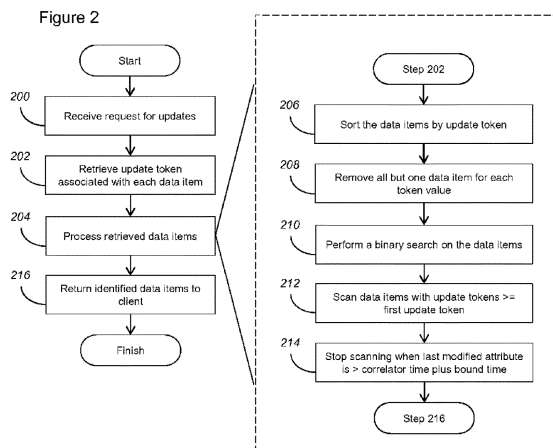 Figure 2
Start
200
Receive request for updates
202
Retrieve update token
associated with each data item
204
Process retrieved data items
216
Return identified data items to
client
Finish
Step 202
206
Sort the data items by update token
208
Remove all but one data item for each
token value
210
Perform a binary search on the data items
212
Scan data items with update tokens >=
first update token
214
Stop scanning when last modified attribute
is > correlator time plus bound time
Step 216